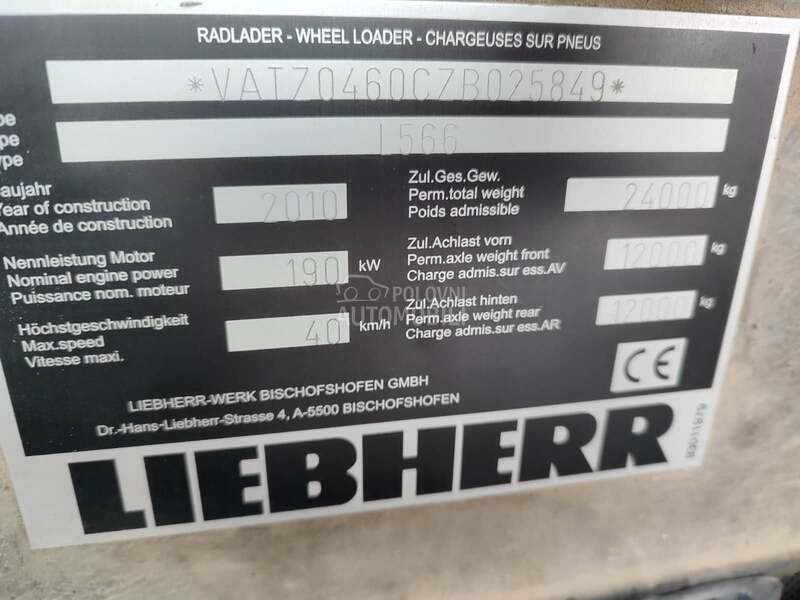 RADLADER - WHEEL LOADER - CHARGEUSES SUR PNEUS
*VATZ0460CZB025849*
L566
Baujahr
Year of construction
Année de construction
2010
Zul.Ges.Gew.
Perm.total weight
Poids admissible
24000 kg
Nennleistung Motor
Nominal engine power
Puissance nom. moteur
190 kW
Zul.Achlast vorn
Perm.axle weight front
Charge admis.sur ess.AV
12000 kg
Höchstgeschwindigkeit
Max.speed
Vitesse maxi.
40 km/h
Zul.Achlast hinten
Perm.axle weight rear
Charge admis.sur ess.AR
12000 kg
POLOVNI
AUTOMOBILI
CE
LIEBHERR-WERK BISCHOFSHOFEN GMBH
Dr.-Hans-Liebherr-Strasse 4, A-5500 BISCHOFSHOFEN
LIEBHERR